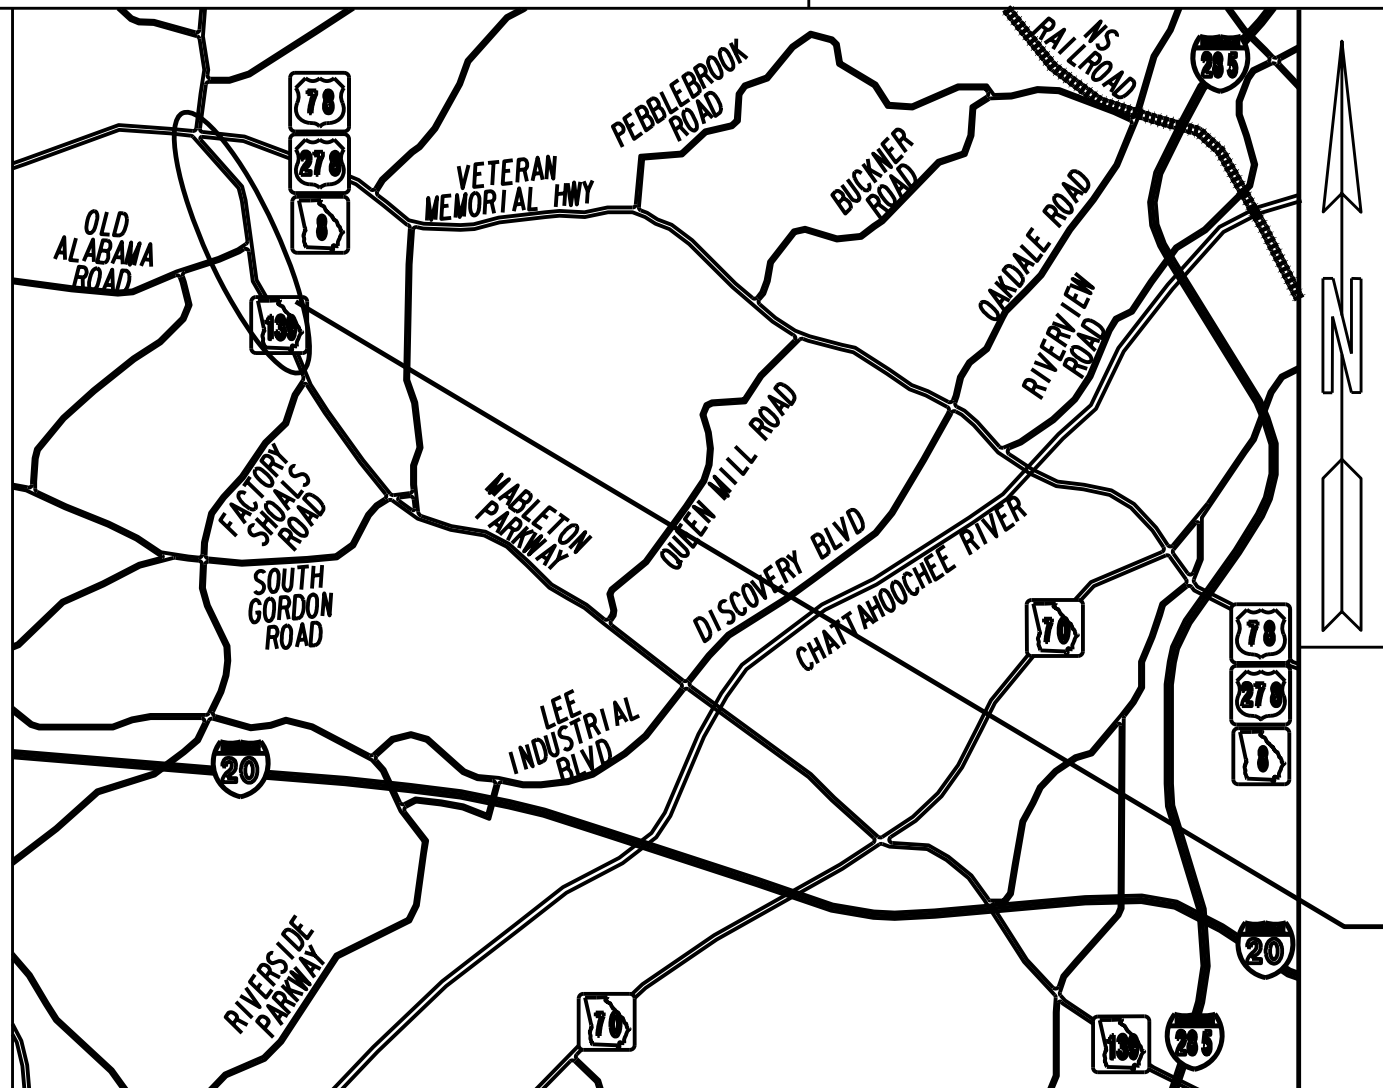 NS
RAILROAD
285
PEBBLEBROOK
ROAD
78
278
8
VETERAN
MEMORIAL HWY
BUCKNER
ROAD
OLD
ALABAMA
ROAD
OAKDALE ROAD
RIVERVIEW
ROAD
139
N
QUEEN MILL ROAD
FACTORY
SHOALS
ROAD
MABLETON
PARKWAY
DISCOVERY BLVD
CHATTAHOOCHEE RIVER
SOUTH
GORDON
ROAD
70
78
278
8
LEE
INDUSTRIAL
BLVD
20
RIVERSIDE
PARKWAY
20
70
139
285